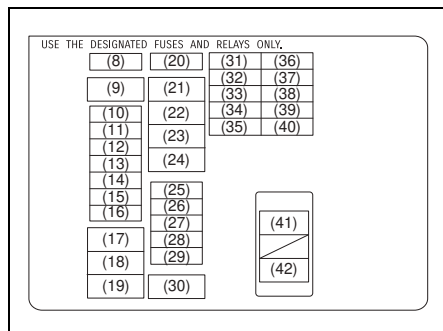 USE THE DESIGNATED FUSES AND RELAYS ONLY.
(8) (20) (31) (36)
(32) (37)
(9) (21) (33) (38)
(10) (22) (34) (39)
(11) (35) (40)
(12) (23)
(13)
(14) (24)
(15) (25)
(16) (26)
(27) (41)
(17) (28)
(18) (29)
(42)
(19) (30)